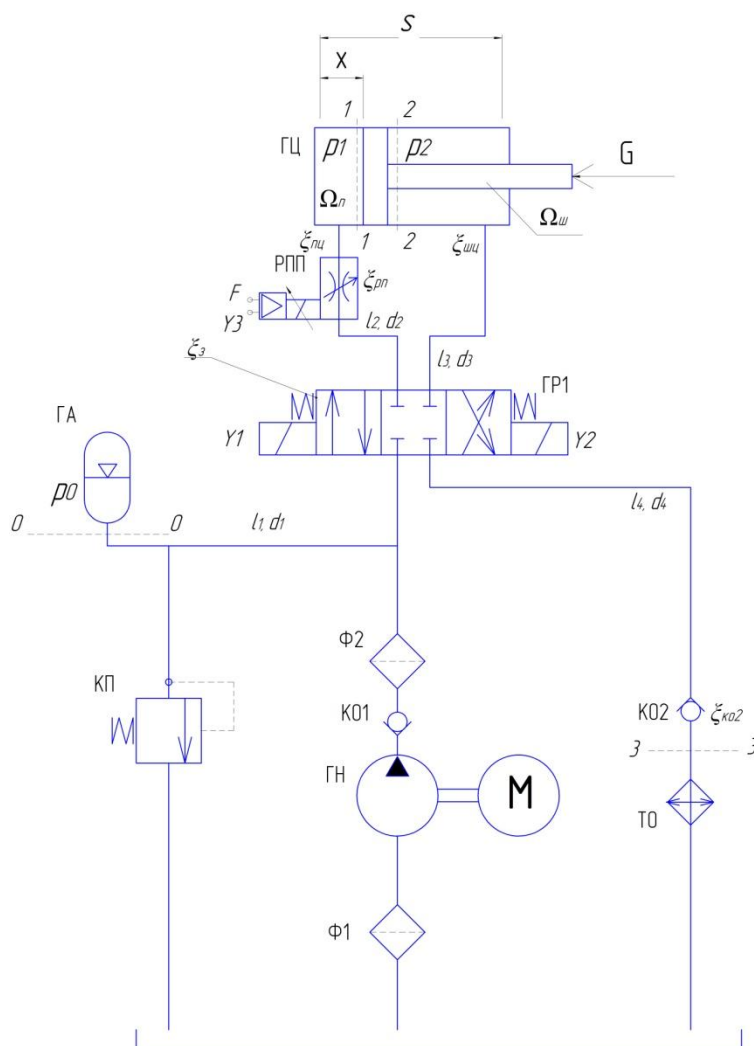 S
X
1 2
ГЦ p1 p2 G
Ωп Ωш
ξпц 1 2 ξшц
РПП
ξрп
F
Y3
l2, d2
l3, d3
ξз
ГР1
ГА
Y1 Y2
p0
l4, d4
0 0 l1, d1
Ф2
КП
КО1 КО2 ξко2
3 3
ГН
М
ТО
Ф1